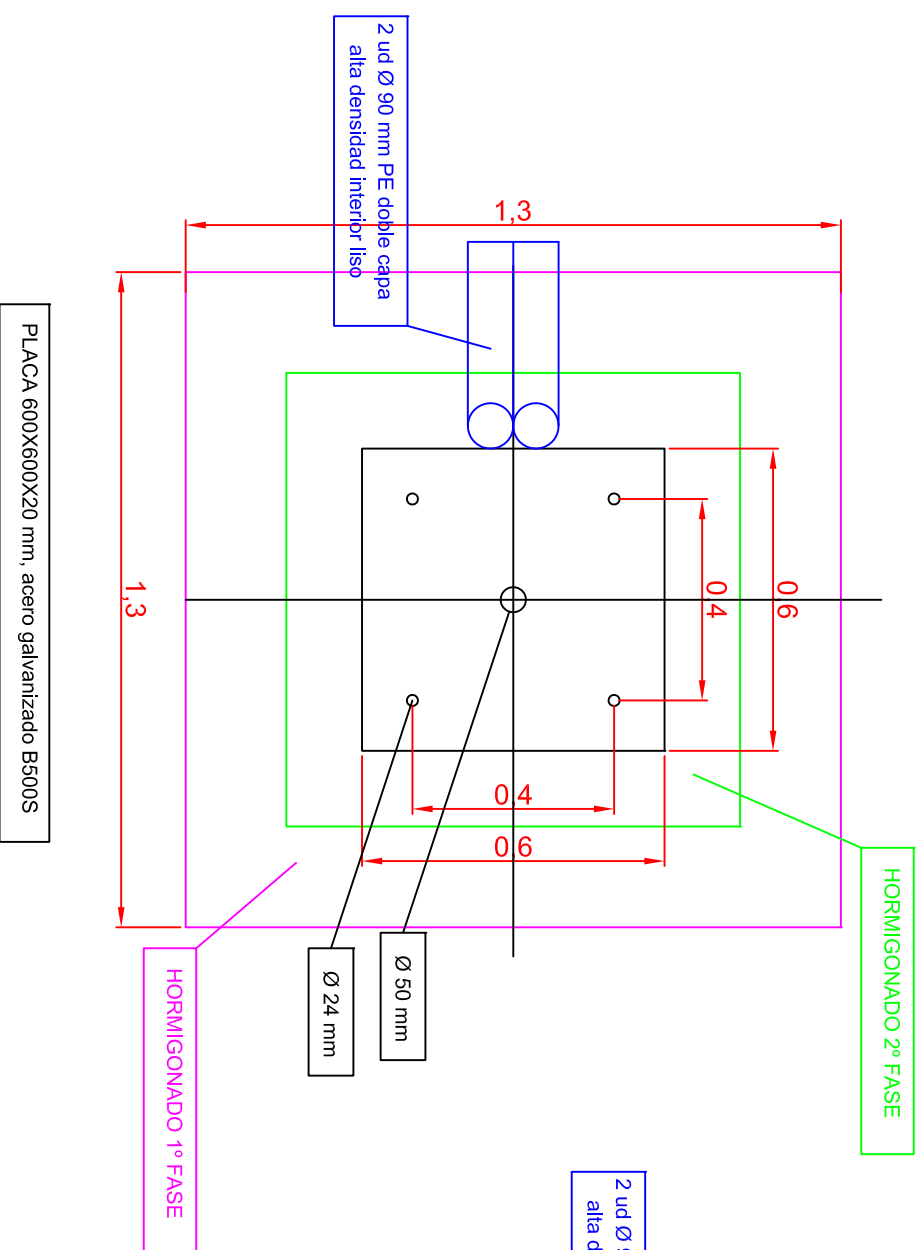 2 ud Ø 90 mm PE doble capa
alta densidad interior liso
1,3
1,3
0,6
0,4
0,4
0,6
HORMIGONADO 2º FASE
HORMIGONADO 1º FASE
Ø 50 mm
Ø 24 mm
PLACA 600X600X20 mm, acero galvanizado B500S
2 ud Ø
alta d